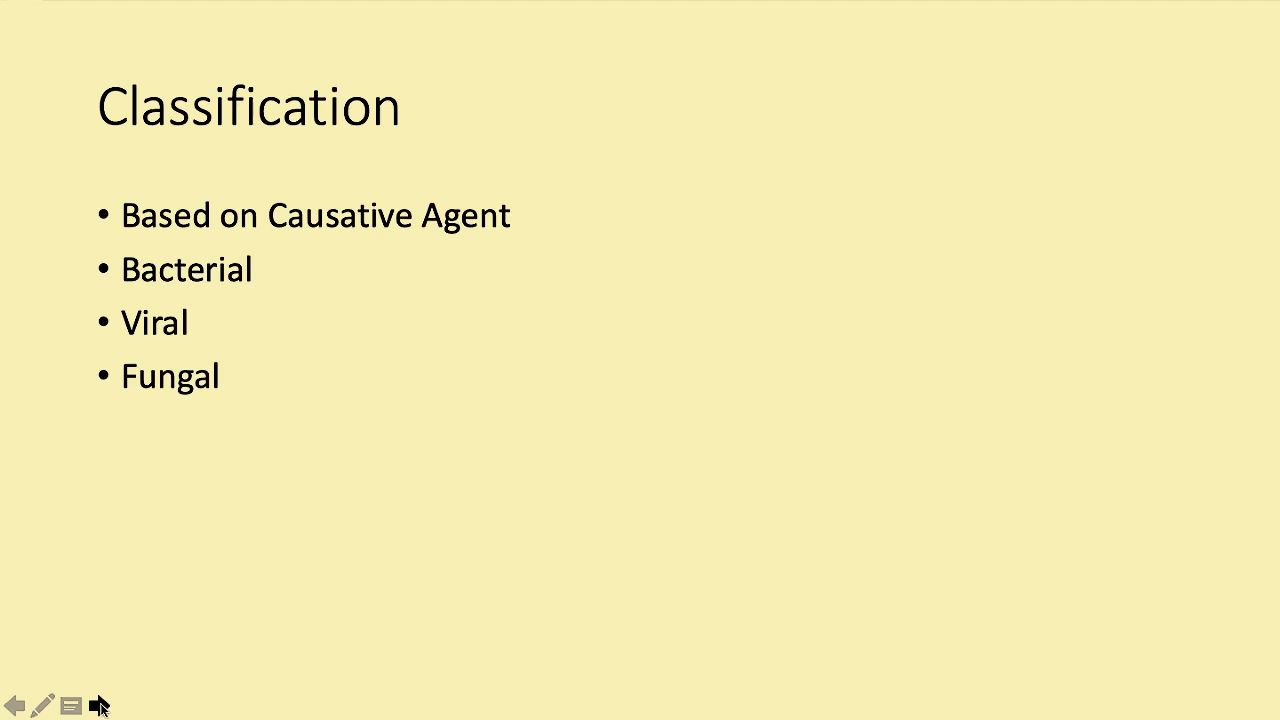 Classification
• Based on Causative Agent
• Bacterial
• Viral
• Fungal